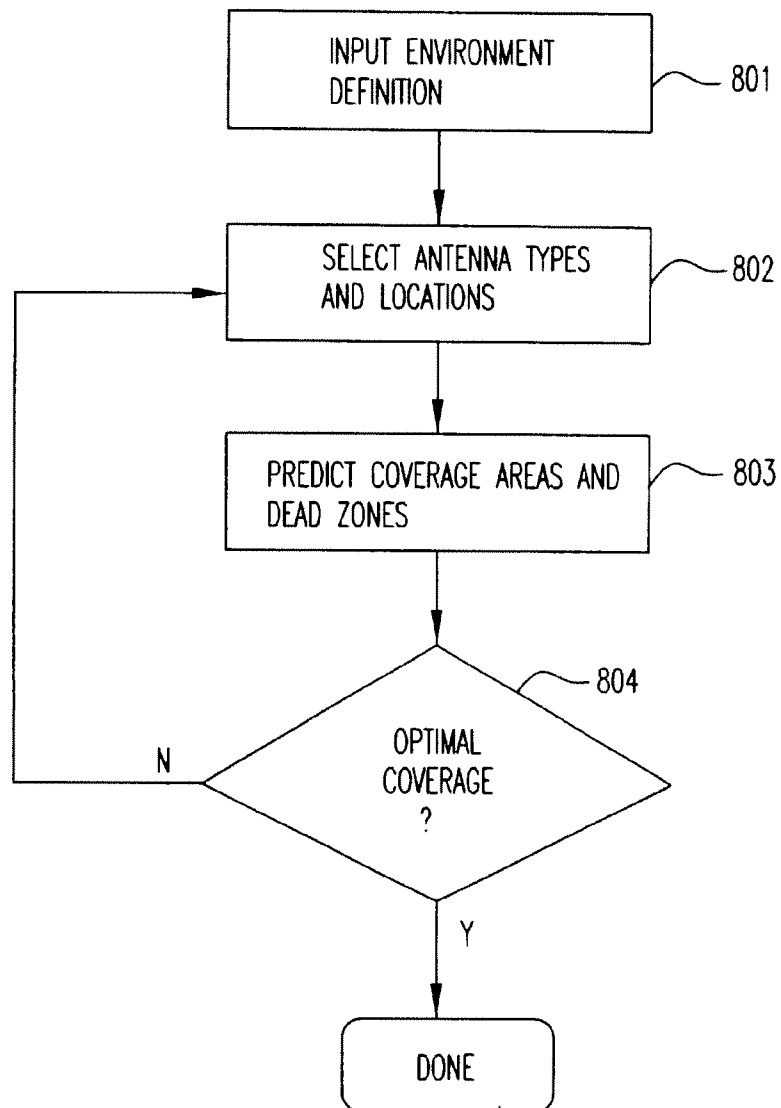 INPUT ENVIRONMENT
DEFINITION
801
SELECT ANTENNA TYPES
AND LOCATIONS
802
PREDICT COVERAGE AREAS AND
DEAD ZONES
803
804
OPTIMAL
COVERAGE
?
N
Y
DONE